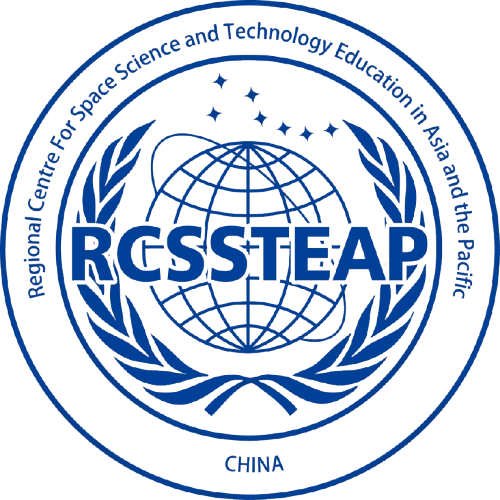 Regional Centre For Space Science and Technology Education in Asia and the Pacific
RCSSTEAP
CHINA